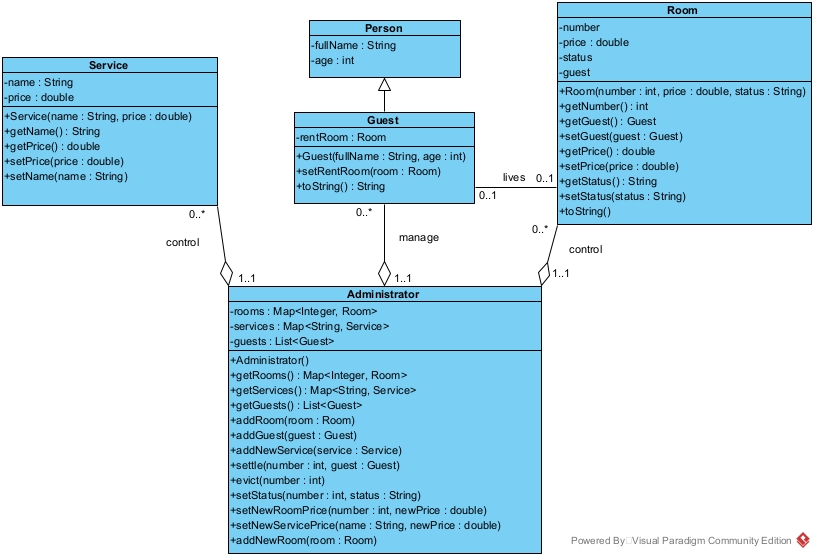 Service
-name : String
-price : double
+Service(name : String, price : double)
+getName() : String
+getPrice() : double
+setPrice(price : double)
+setName(name : String)
Person
-fullName : String
-age : int
Guest
-rentRoom : Room
+Guest(fullName : String, age : int)
+setRentRoom(room : Room)
+toString() : String
Room
-number
-price : double
-status
-guest
+Room(number : int, price : double, status : String)
+getNumber() : int
+getGuest() : Guest
+setGuest(guest : Guest)
+getPrice() : double
+setPrice(price : double)
+getStatus() : String
+setStatus(status : String)
+toString()
lives
0..1
0..1
0..*
control
1..1
0..*
manage
1..1
0..*
control
1..1
Administrator
-rooms : Map<Integer, Room>
-services : Map<String, Service>
-guests : List<Guest>
+Administrator()
+getRooms() : Map<Integer, Room>
+getServices() : Map<String, Service>
+getGuests() : List<Guest>
+addRoom(room : Room)
+addGuest(guest : Guest)
+addNewService(service : Service)
+settle(number : int, guest : Guest)
+evict(number : int)
+setStatus(number : int, status : String)
+setNewRoomPrice(number : int, newPrice : double)
+setNewServicePrice(name : String, newPrice : double)
+addNewRoom(room : Room)
Powered By Visual Paradigm Community Edition